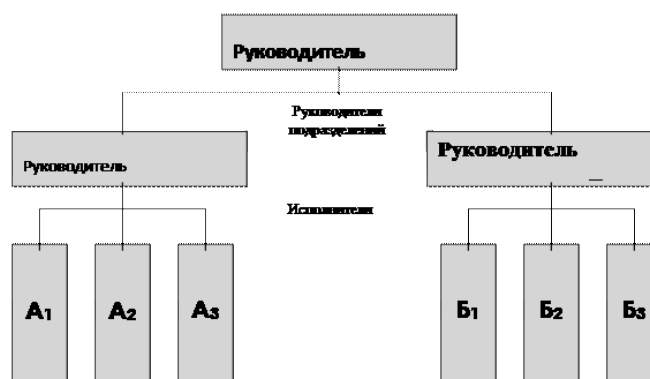 Руководитель
Руководители
подразделений
Руководитель
Руководитель
Исполнители
А1
А2
А3
Б1
Б2
Б3